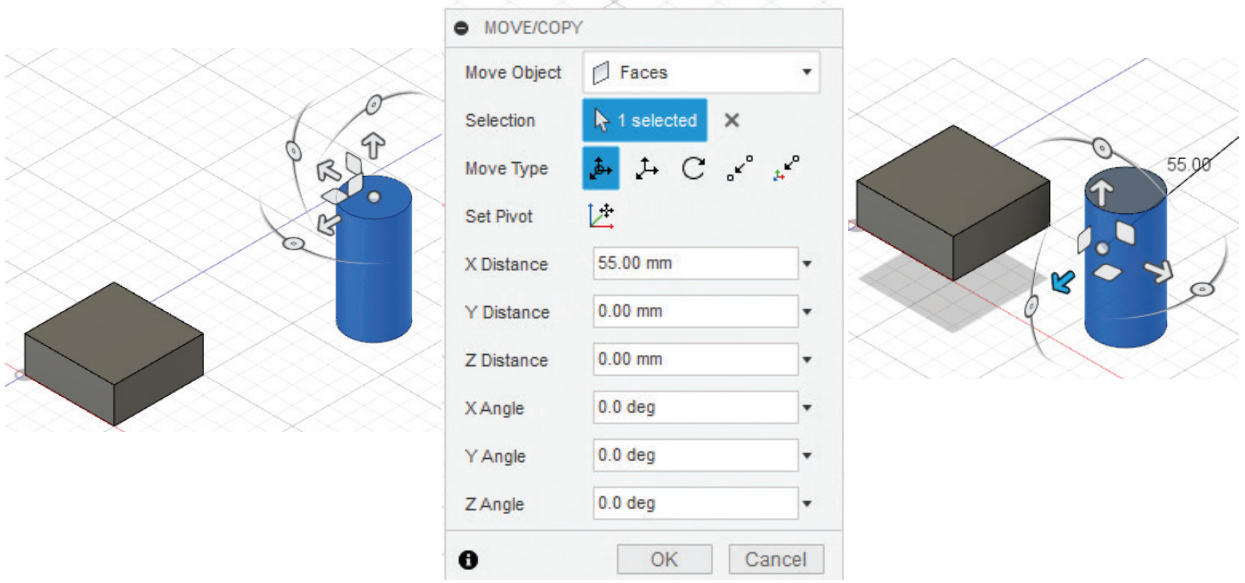 MOVE/COPY
Move Object Faces
Selection 1 selected
Move Type
Set Pivot
X Distance 55.00 mm
Y Distance 0.00 mm
Z Distance 0.00 mm
X Angle 0.0 deg
Y Angle 0.0 deg
Z Angle 0.0 deg
OK Cancel
55.00